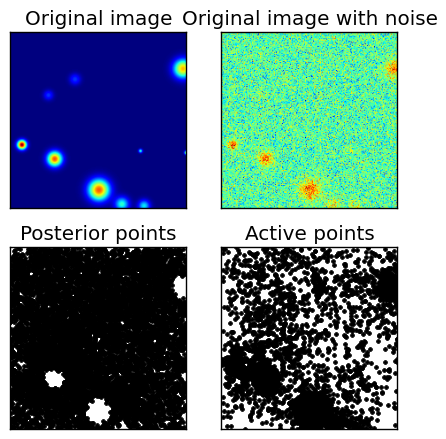 Original image
Original image with noise
Posterior points
Active points